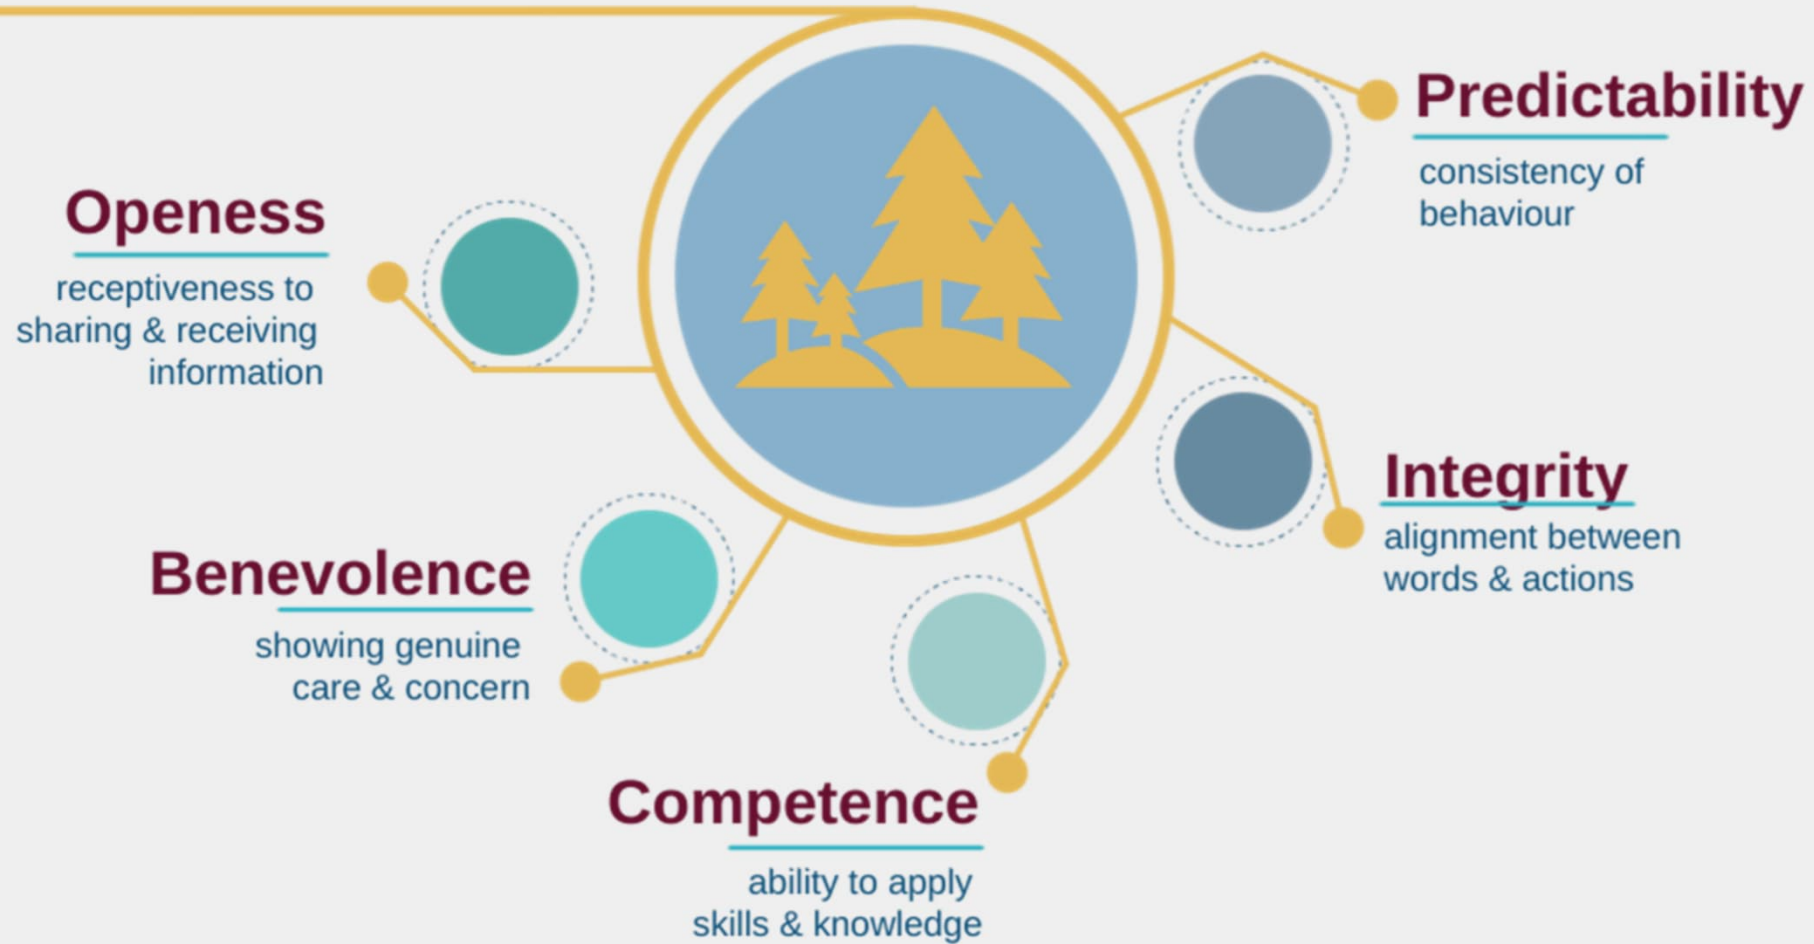 Openess
receptiveness to
sharing & receiving
information
Benevolence
showing genuine
care & concern
Competence
ability to apply
skills & knowledge
Integrity
alignment between
words & actions
Predictability
consistency of
behaviour